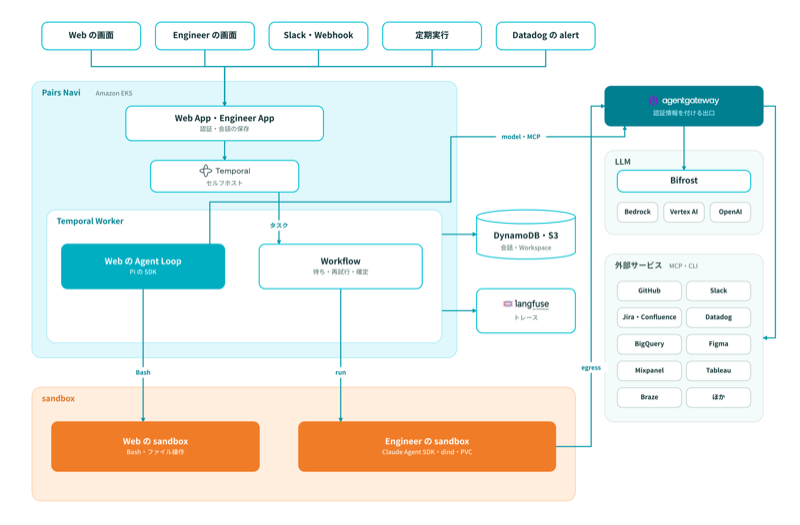 Web の画面
Engineer の画面
Slack・Webhook
定期実行
Datadog の alert
Pairs Navi
Amazon EKS
Web App・Engineer App
認証・会話の保存
Temporal
セルフホスト
タスク
Temporal Worker
Web の Agent Loop
Pi の SDK
Workflow
待ち・再試行・確定
model・MCP
DynamoDB・S3
会話・Workspace
langfuse
トレース
Bash
run
egress
sandbox
Web の sandbox
Bash・ファイル操作
Engineer の sandbox
Claude Agent SDK・dind・PVC
agentgateway
認証情報を付ける出口
LLM
Bifrost
Bedrock
Vertex AI
OpenAI
外部サービス
MCP・CLI
GitHub
Slack
Jira・Confluence
Datadog
BigQuery
Figma
Mixpanel
Tableau
Braze
ほか